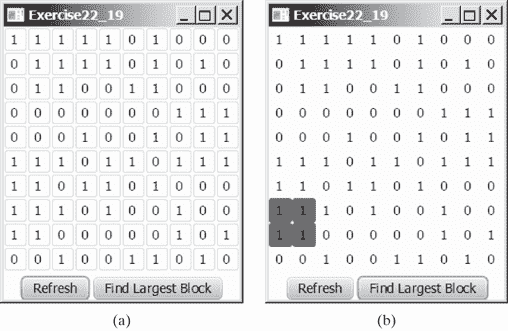 Exercise22_19
1 1 1 1 1 0 1 0 0 0
0 1 1 1 1 0 1 1 0 1
0 1 1 0 0 1 1 0 0 0
0 0 0 0 0 0 0 1 1 1
0 0 0 1 0 0 1 0 1 1
1 1 1 0 1 0 0 1 1 1
1 1 0 1 1 0 1 0 0 0
1 1 1 0 1 0 0 1 0 0
1 1 0 0 0 0 0 0 1 0
0 0 1 0 0 1 1 0 1 0
Refresh Find Largest Block
(a)
Exercise22_19
1 1 1 1 1 0 1 0 0 0
0 1 1 1 1 0 1 1 0 1
0 1 1 0 0 1 1 0 0 0
0 0 0 0 0 0 0 1 1 1
0 0 0 1 0 0 1 0 1 1
1 1 1 0 1 0 0 1 1 1
1 1 0 1 1 0 1 0 0 0
1 1 1 0 1 0 0 1 0 0
1 1 0 0 0 0 0 0 1 0
0 0 1 0 0 1 1 0 1 0
Refresh Find Largest Block
(b)